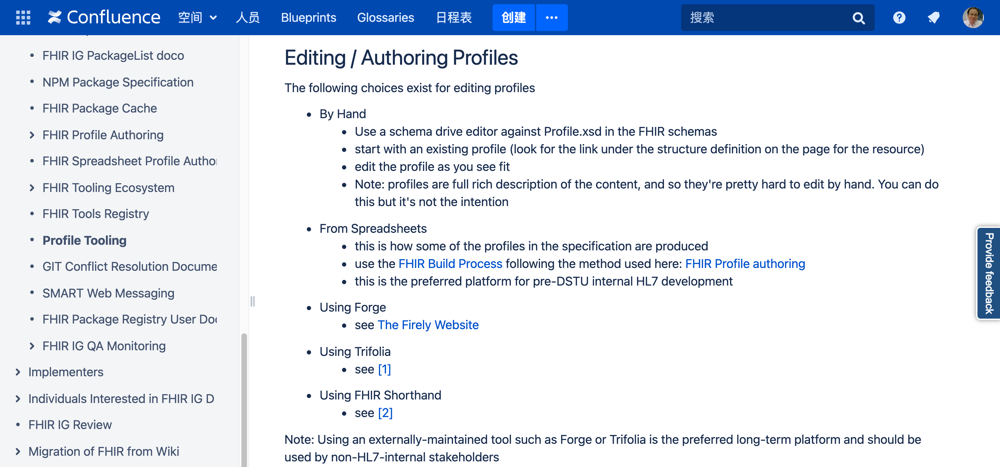 Confluence 空间 人员 Blueprints Glossaries 日程表 创建 ··· 搜索
FHIR IG PackageList doco
NPM Package Specification
FHIR Package Cache
FHIR Profile Authoring
FHIR Spreadsheet Profile Author
FHIR Tooling Ecosystem
FHIR Tools Registry
Profile Tooling
GIT Conflict Resolution Docume
SMART Web Messaging
FHIR Package Registry User Doc
FHIR IG QA Monitoring
Implementers
Individuals Interested in FHIR IG D
FHIR IG Review
Migration of FHIR from Wiki
Editing / Authoring Profiles
The following choices exist for editing profiles
• By Hand
• Use a schema drive editor against Profile.xsd in the FHIR schemas
• start with an existing profile (look for the link under the structure definition on the page for the resource)
• edit the profile as you see fit
• Note: profiles are full rich description of the content, and so they're pretty hard to edit by hand. You can do
this but it's not the intention
• From Spreadsheets
• this is how some of the profiles in the specification are produced
• use the FHIR Build Process following the method used here: FHIR Profile authoring
• this is the preferred platform for pre-DSTU internal HL7 development
• Using Forge
• see The Firely Website
• Using Trifolia
• see [1]
• Using FHIR Shorthand
• see [2]
Note: Using an externally-maintained tool such as Forge or Trifolia is the preferred long-term platform and should be
used by non-HL7-internal stakeholders
Provide feedback